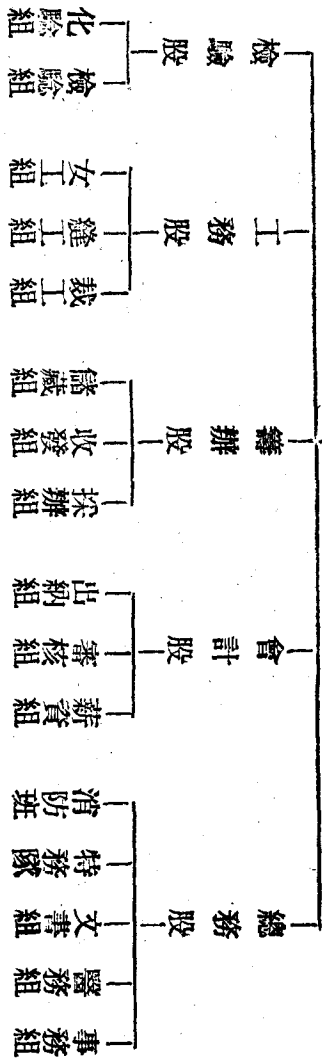 總務股
會計股
籌辦股
工務股
檢驗股
事務組
醫務組
文書組
特務隊
消防班
薪資組
審核組
出納組
採辦組
收發組
儲藏組
裁工組
縫工組
女工組
檢驗組
化驗組